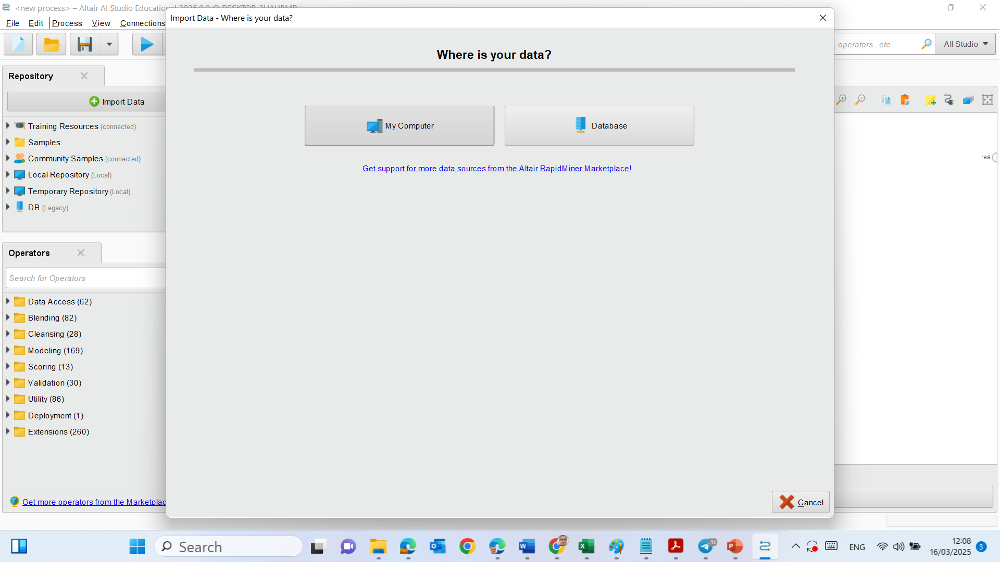 <new process> – Altair AI Studio Educational 2025.0.0 @ DESKTOP-
Import Data - Where is your data?
File Edit Process View Connections
Where is your data?
, operators...etc
All Studio
Repository
Import Data
My Computer
Database
Training Resources (connected)
Samples
Community Samples (connected)
res
Get support for more data sources from the Altair RapidMiner Marketplace!
Local Repository (Local)
Temporary Repository (Local)
DB (Legacy)
Operators
Search for Operators
Data Access (62)
Blending (82)
Cleansing (28)
Modeling (169)
Scoring (13)
Validation (30)
Utility (86)
Deployment (1)
Extensions (260)
Get more operators from the Marketplac
Cancel
Search
..96
ENG
12:08
16/03/2025
3